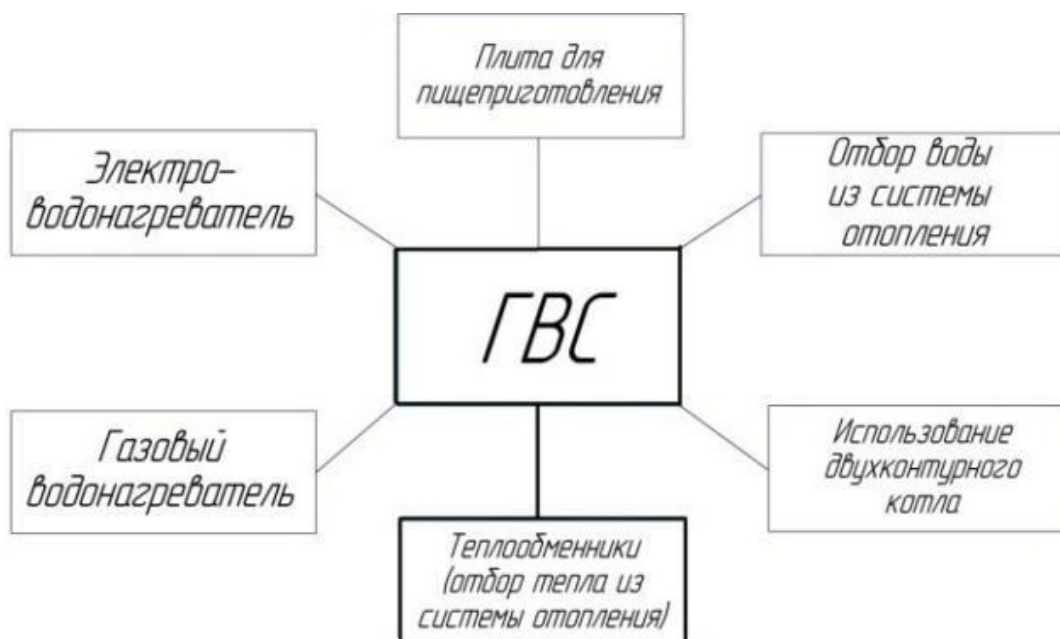 Плита для
пищеприготовления
Электро-
водонагреватель
Отбор воды
из системы
отопления
ГВС
Газовый
водонагреватель
Использование
двухконтурного
котла
Теплообменники
(отбор тепла из
системы отопления)